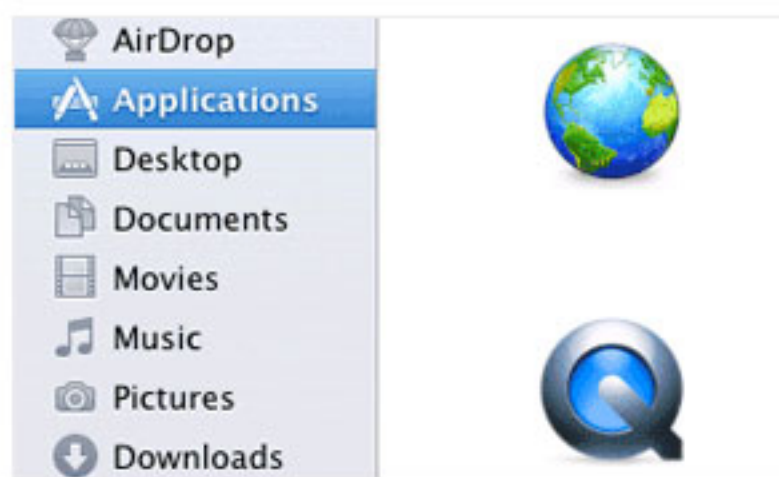 AirDrop
Applications
Desktop
Documents
Movies
Music
Pictures
Downloads